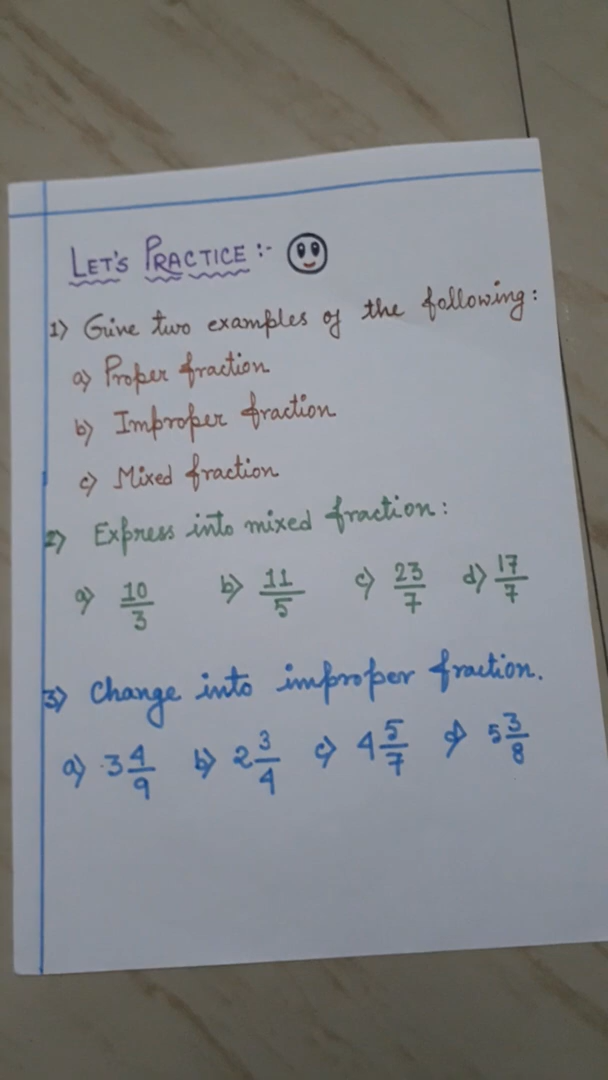 LET'S PRACTICE :-
1) Give two examples of the following:
a) Proper fraction
b) Improper fraction
c) Mixed fraction
2) Express into mixed fraction:
a) 10/3 b) 11/5 c) 23/7 d) 17/7
3) Change into improper fraction.
a) 3 4/9 b) 2 3/4 c) 4 5/7 d) 5 3/8